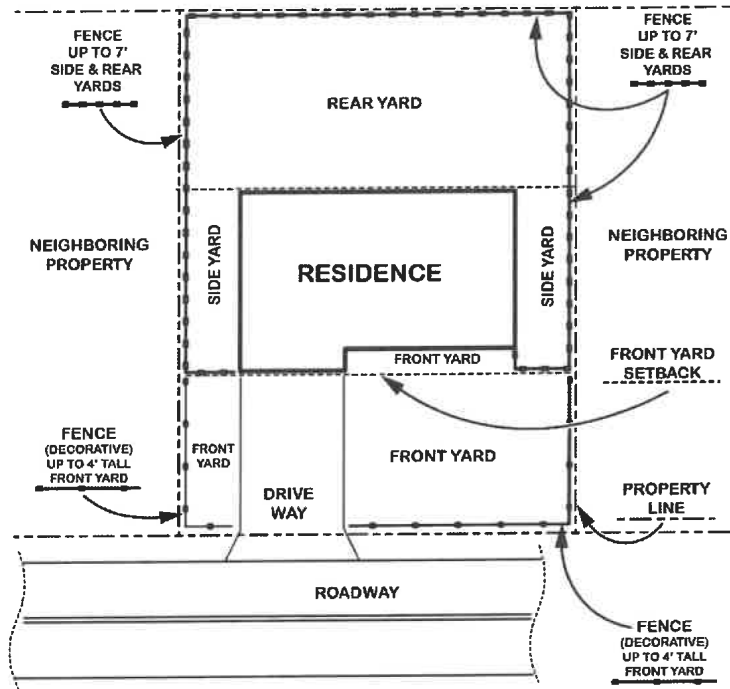 FENCE
UP TO 7'
SIDE & REAR
YARDS
FENCE
UP TO 7'
SIDE & REAR
YARDS
REAR YARD
NEIGHBORING
PROPERTY
SIDE YARD
RESIDENCE
SIDE YARD
NEIGHBORING
PROPERTY
FRONT YARD
FRONT YARD
SETBACK
FENCE
(DECORATIVE)
UP TO 4' TALL
FRONT YARD
FRONT
YARD
FRONT YARD
DRIVE
WAY
PROPERTY
LINE
ROADWAY
FENCE
(DECORATIVE)
UP TO 4' TALL
FRONT YARD